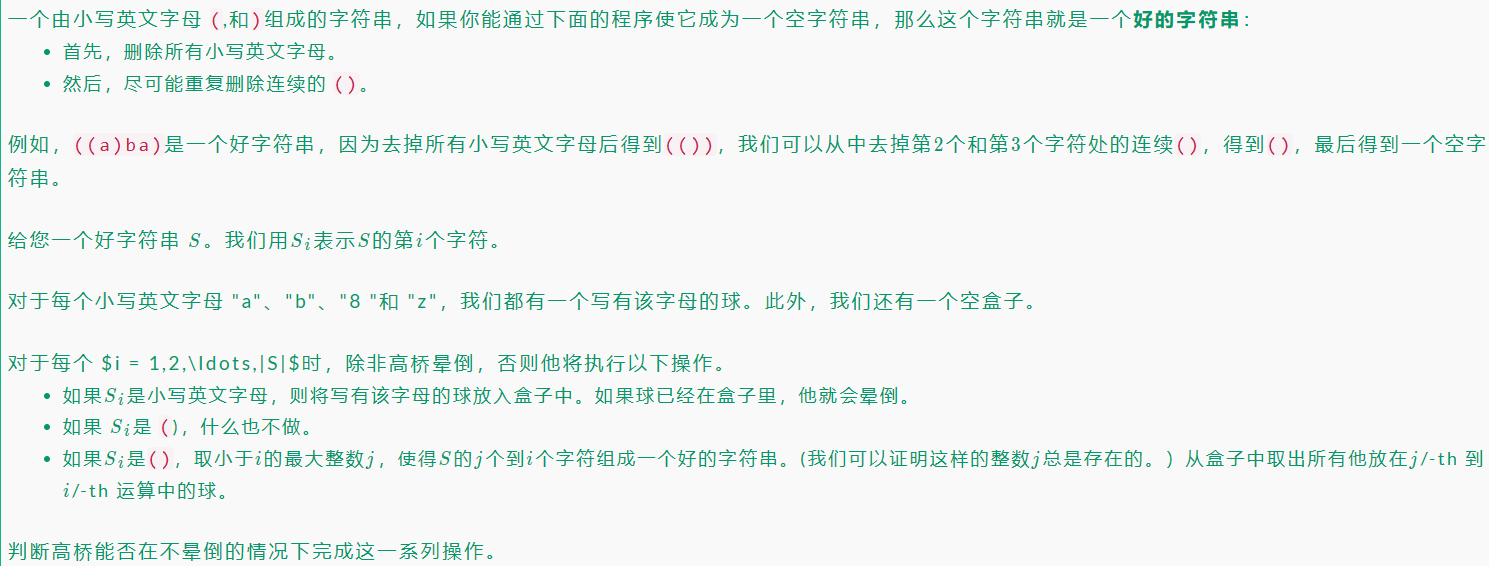 一个由小写英文字母 (,和)组成的字符串，如果你能通过下面的程序使它成为一个空字符串，那么这个字符串就是一个好的字符串：
• 首先，删除所有小写英文字母。
• 然后，尽可能重复删除连续的 ()。
例如，((a)ba)是一个好字符串，因为去掉所有小写英文字母后得到(())，我们可以从中去掉第2个和第3个字符处的连续()，得到()，最后得到一个空字
符串。
给您一个好字符串 S。我们用Si表示S的第i个字符。
对于每个小写英文字母 "a"、"b"、"8 "和 "z"，我们都有一个写有该字母的球。此外，我们还有一个空盒子。
对于每个 $i = 1,2,\ldots,|S|$时，除非高桥晕倒，否则他将执行以下操作。
• 如果Si是小写英文字母，则将写有该字母的球放入盒子中。如果球已经在盒子里，他就会晕倒。
• 如果 Si是 ()，什么也不做。
• 如果Si是()，取小于i的最大整数j，使得S的j个到i个字符组成一个好的字符串。(我们可以证明这样的整数j总是存在的。）从盒子中取出所有他放在j/-th 到
i/-th 运算中的球。
判断高桥能否在不晕倒的情况下完成这一系列操作。